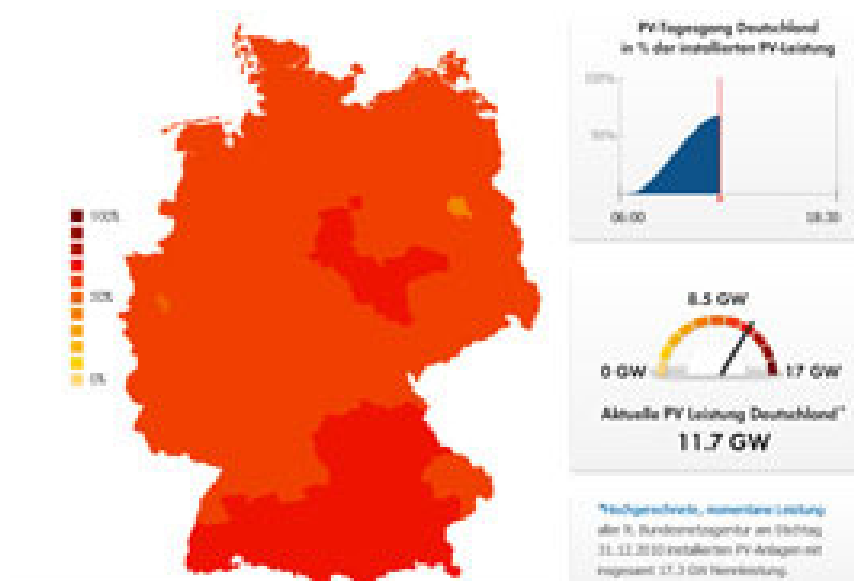 PV-Tagesgang Deutschland
in % der installierten PV-Leistung
100%
50%
06:00
18:30
100%
50%
0%
8.5 GW
0 GW
17 GW
Aktuelle PV Leistung Deutschland*
11.7 GW
*Hochgerechnete, momentane Leistung
aller lt. Bundesnetzagentur am Stichtag
31.12.2010 installierten PV-Anlagen mit
insgesamt 17.3 GW Nennleistung.